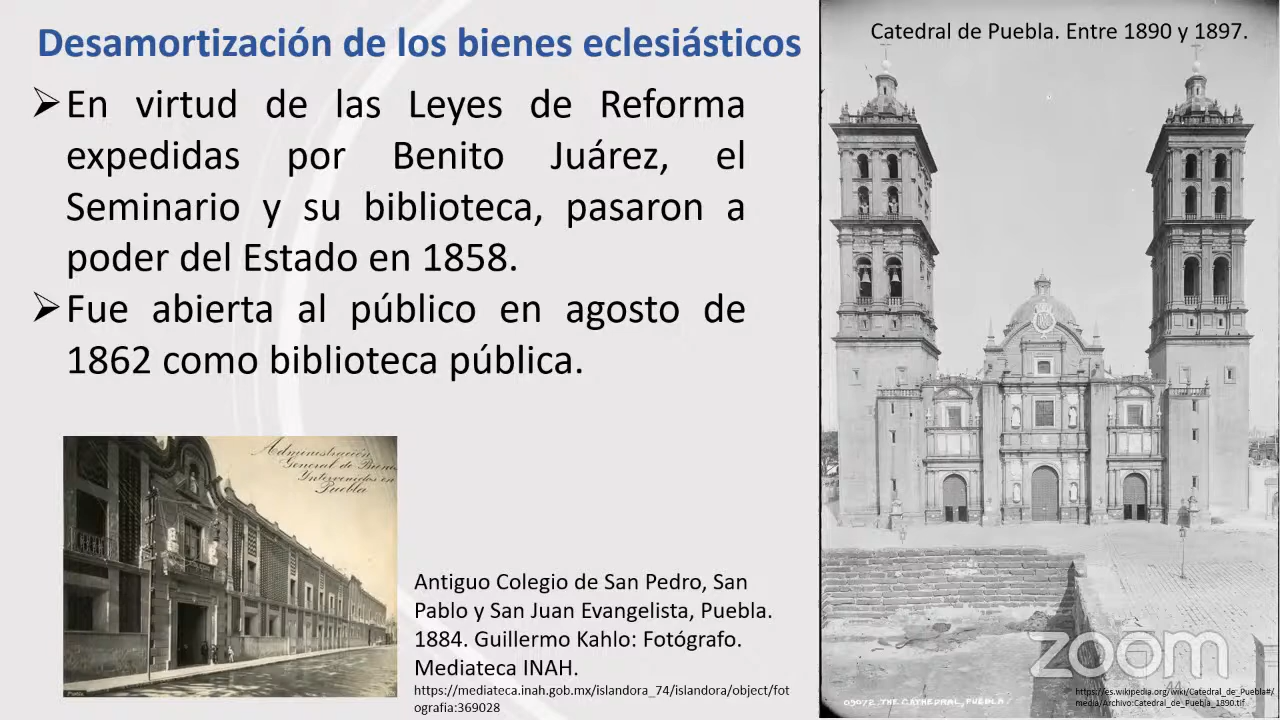 Desamortización de los bienes eclesiásticos
En virtud de las Leyes de Reforma
expedidas por Benito Juárez, el
Seminario y su biblioteca, pasaron a
poder del Estado en 1858.
Fue abierta al público en agosto de
1862 como biblioteca pública.
Administración
General de Bienes
Intervenidos en
Puebla
Antiguo Colegio de San Pedro, San
Pablo y San Juan Evangelista, Puebla.
1884. Guillermo Kahlo: Fotógrafo.
Mediateca INAH.
https://mediateca.inah.gob.mx/islandora_74/islandora/object/fot
ografia:369028
Catedral de Puebla. Entre 1890 y 1897.
zoom
https://es.wikipedia.org/wiki/Catedral_de_Puebla#/
media/Archivo:Catedral_de_Puebla_1890.tif
03072. THE CATHEDRAL, PUEBLA.